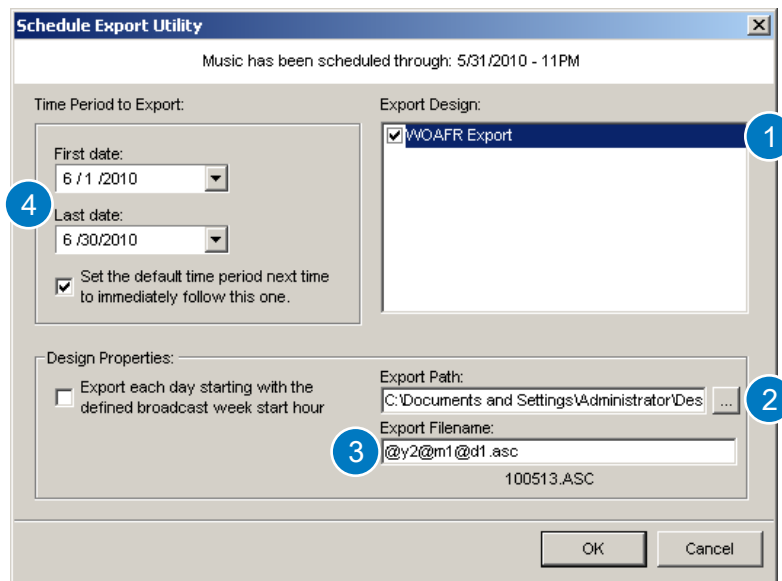 Schedule Export Utility
Music has been scheduled through: 5/31/2010 - 11PM
Time Period to Export:
First date:
6 / 1 /2010
4
Last date:
6 /30/2010
Set the default time period next time
to immediately follow this one.
Export Design:
WOAFR Export
1
Design Properties:
Export each day starting with the
defined broadcast week start hour
Export Path:
C:\Documents and Settings\Administrator\Des
...
2
Export Filename:
3
@y2@m1@d1.asc
100513.ASC
OK
Cancel